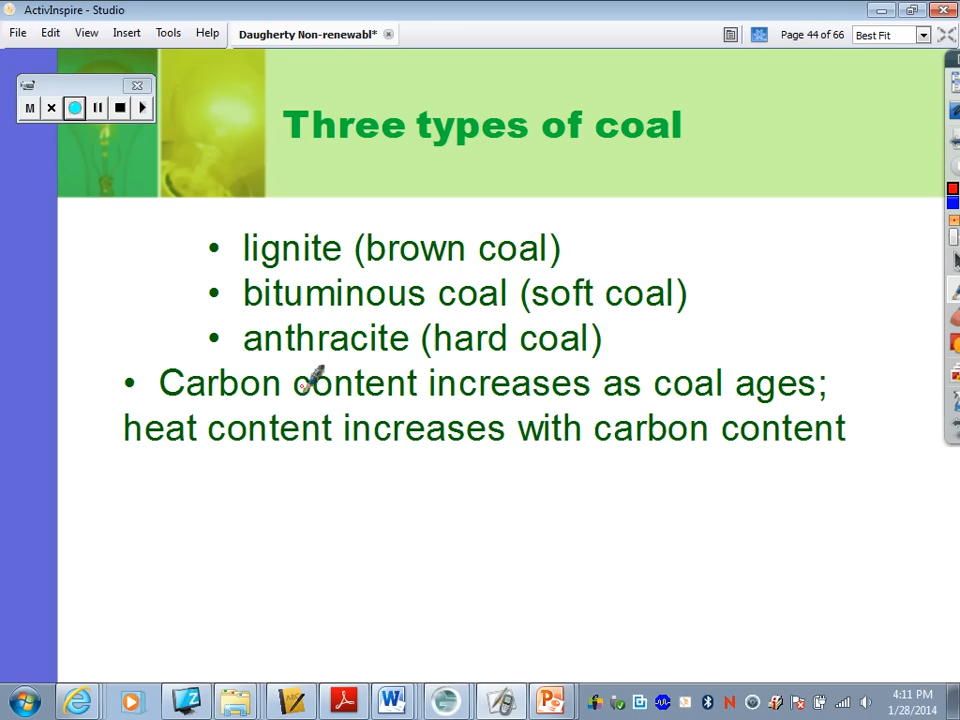 ActivInspire - Studio
File Edit View Insert Tools Help
Daugherty Non-renewabl*
Page 44 of 66
Best Fit
M
Three types of coal
• lignite (brown coal)
• bituminous coal (soft coal)
• anthracite (hard coal)
• Carbon content increases as coal ages;
heat content increases with carbon content
4:11 PM
1/28/2014